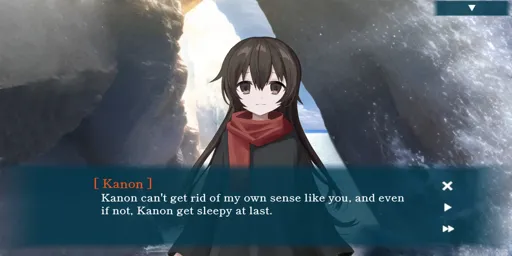 [ Kanon ]
Kanon can't get rid of my own sense like you, and even
if not, Kanon get sleepy at last.